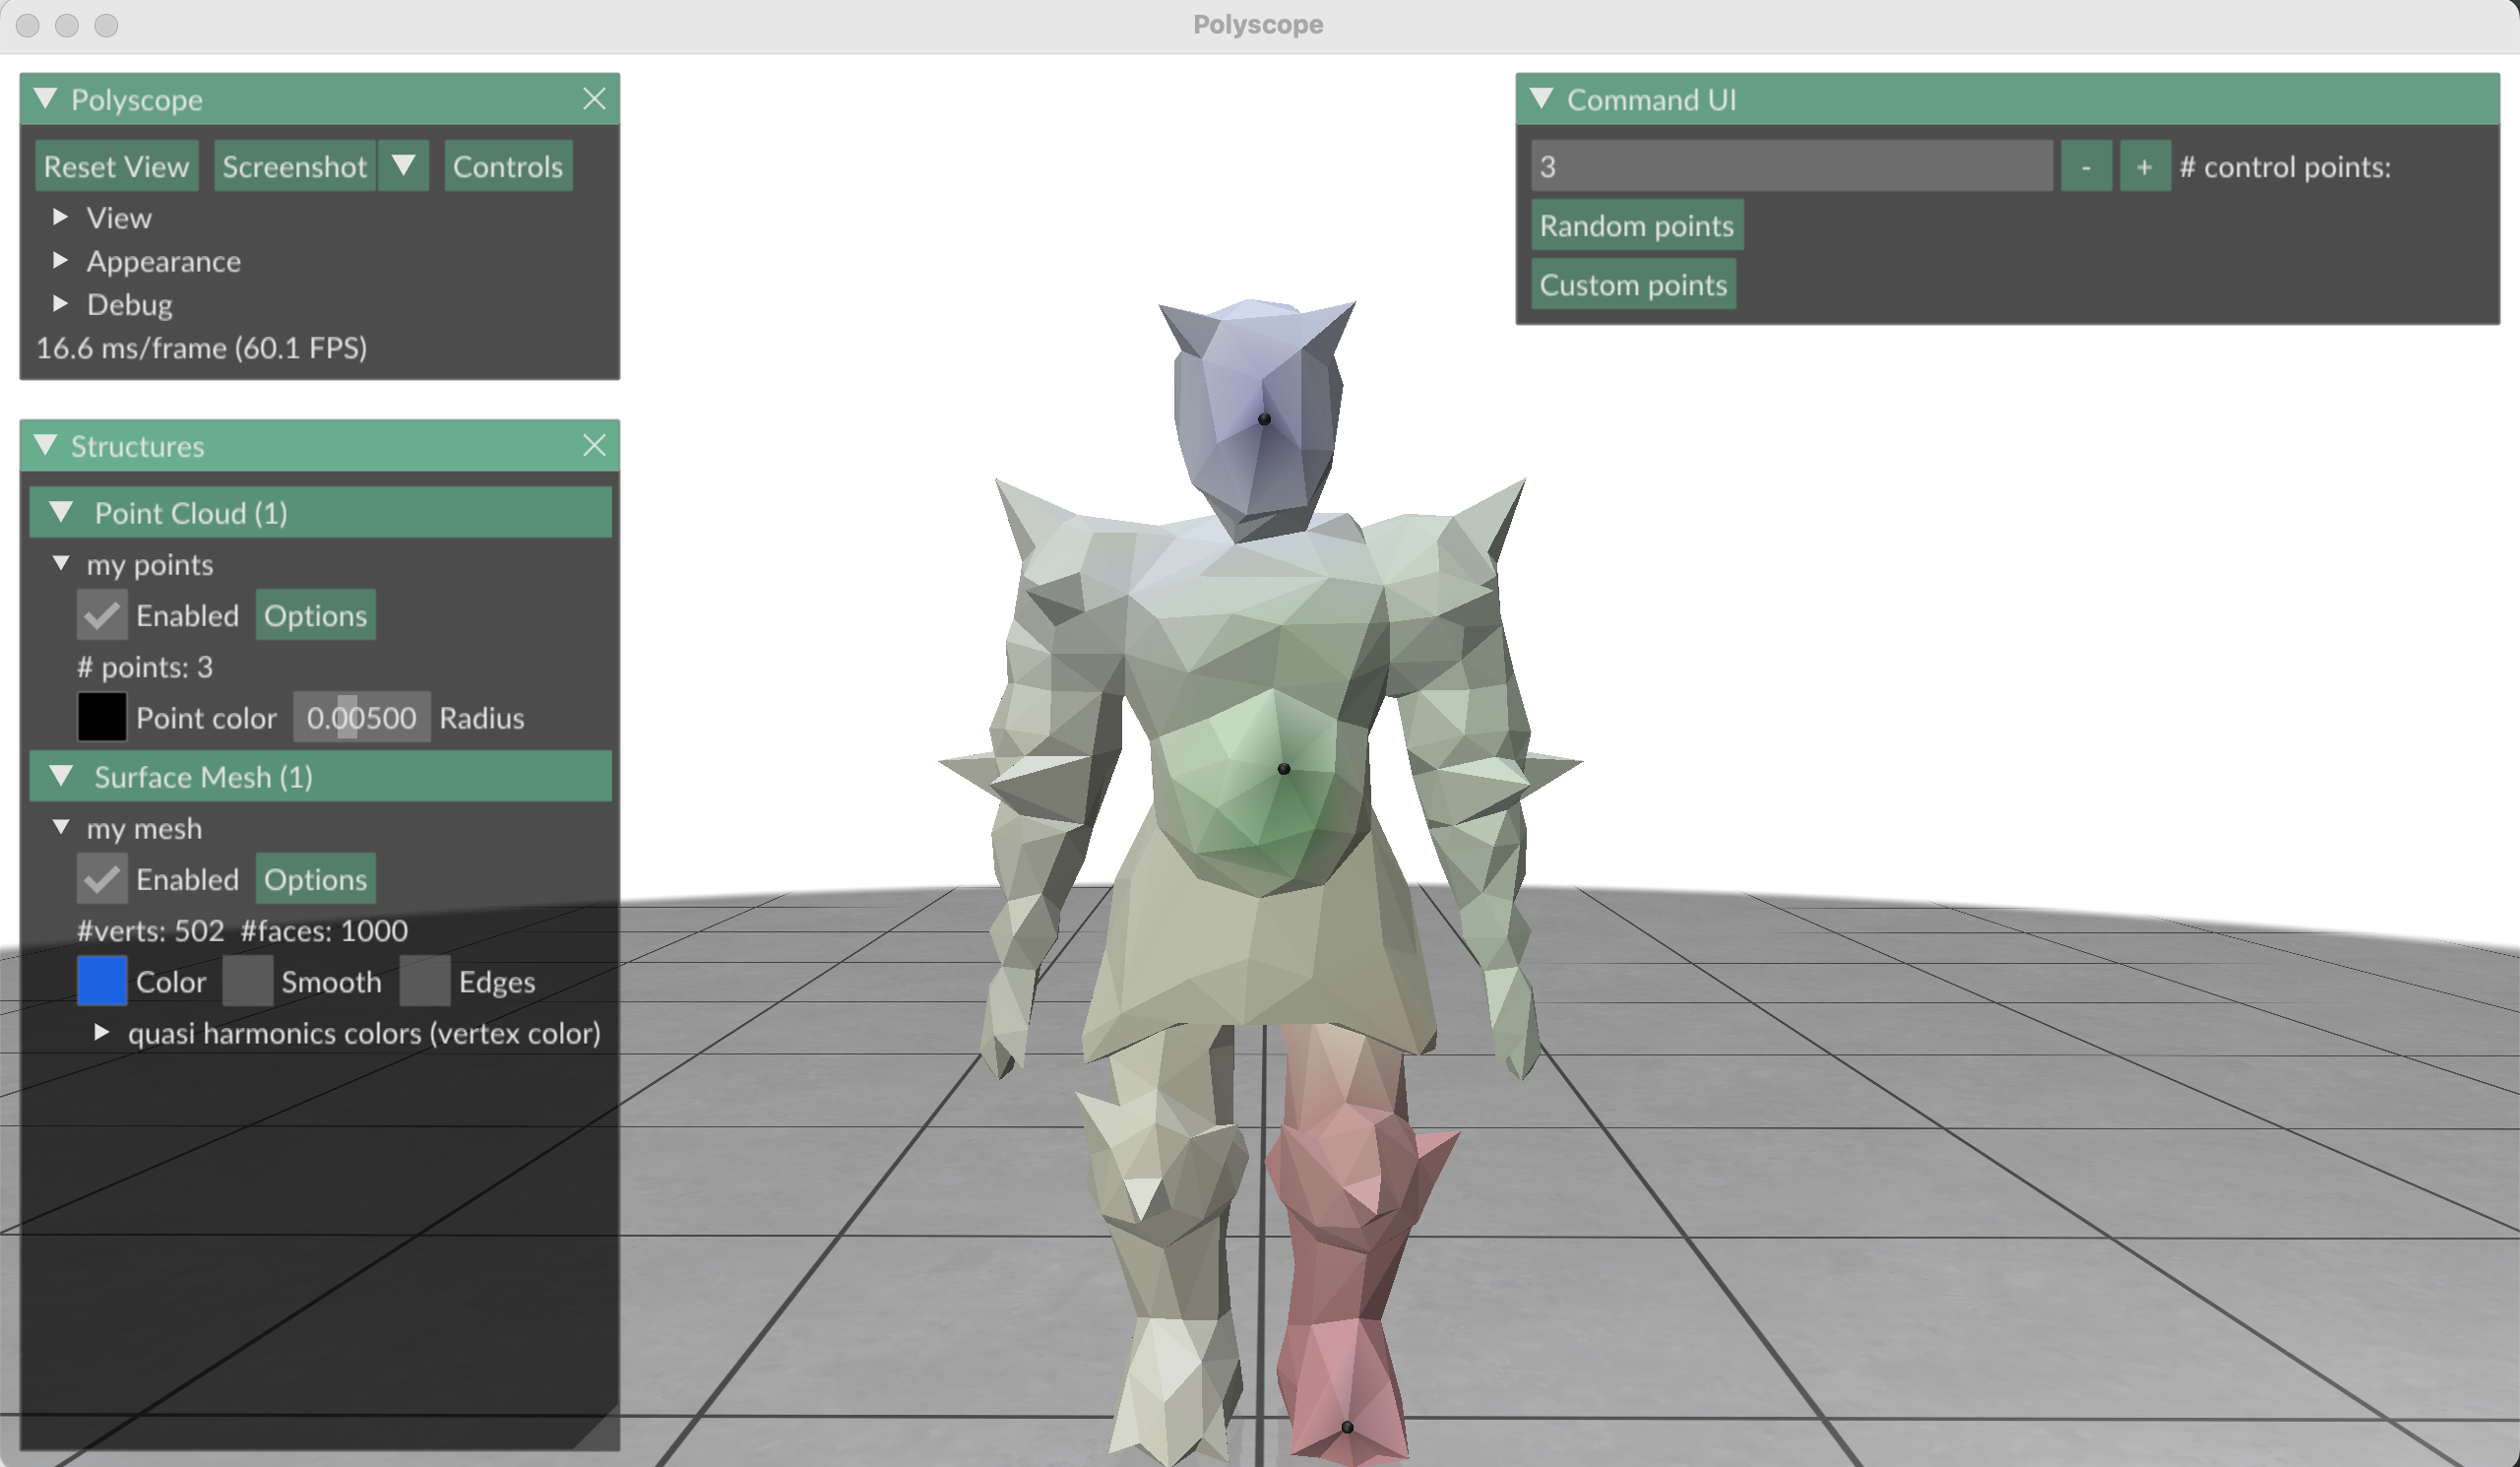 Polyscope
Polyscope
Reset View Screenshot Controls
View
Appearance
Debug
16.6 ms/frame (60.1 FPS)
Structures
Point Cloud (1)
my points
Enabled Options
# points: 3
Point color 0.00500 Radius
Surface Mesh (1)
my mesh
Enabled Options
#verts: 502 #faces: 1000
Color Smooth Edges
quasi harmonics colors (vertex color)
Command UI
3 - + # control points:
Random points
Custom points